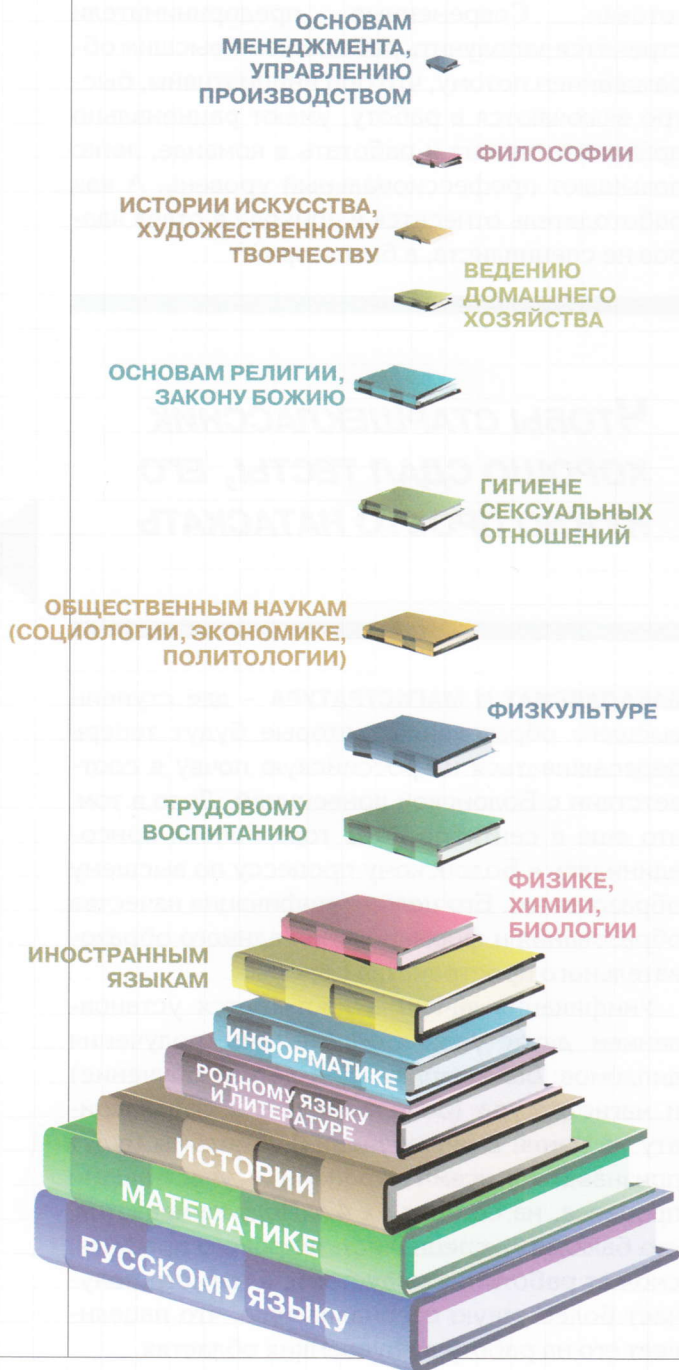 ОСНОВАМ
МЕНЕДЖМЕНТА,
УПРАВЛЕНИЮ
ПРОИЗВОДСТВОМ
ФИЛОСОФИИ
ИСТОРИИ ИСКУССТВА,
ХУДОЖЕСТВЕННОМУ
ТВОРЧЕСТВУ
ВЕДЕНИЮ
ДОМАШНЕГО
ХОЗЯЙСТВА
ОСНОВАМ РЕЛИГИИ,
ЗАКОНУ БОЖИЮ
ГИГИЕНЕ
СЕКСУАЛЬНЫХ
ОТНОШЕНИЙ
ОБЩЕСТВЕННЫМ НАУКАМ
(СОЦИОЛОГИИ, ЭКОНОМИКЕ,
ПОЛИТОЛОГИИ)
ФИЗКУЛЬТУРЕ
ТРУДОВОМУ
ВОСПИТАНИЮ
ФИЗИКЕ,
ХИМИИ,
БИОЛОГИИ
ИНОСТРАННЫМ
ЯЗЫКАМ
ИНФОРМАТИКЕ
РОДНОМУ ЯЗЫКУ
И ЛИТЕРАТУРЕ
ИСТОРИИ
МАТЕМАТИКЕ
РУССКОМУ ЯЗЫКУ